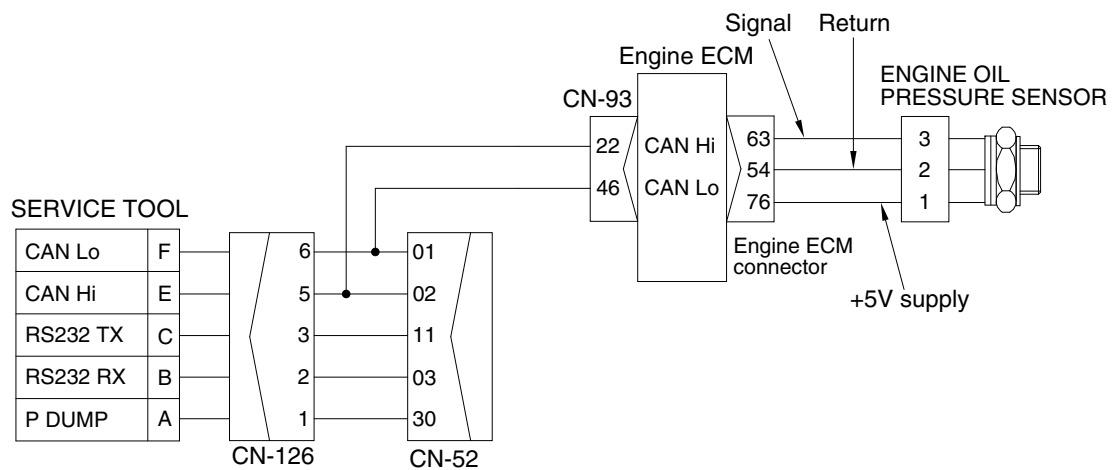 Signal Return
Engine ECM
ENGINE OIL
PRESSURE SENSOR
CN-93
22 CAN Hi 63 3
54 2
46 CAN Lo
76 1
SERVICE TOOL
Engine ECM
connector
+5V supply
CAN Lo F 6 01
CAN Hi E 5 02
RS232 TX C 3 11
RS232 RX B 2 03
P DUMP A 1 30
CN-126 CN-52